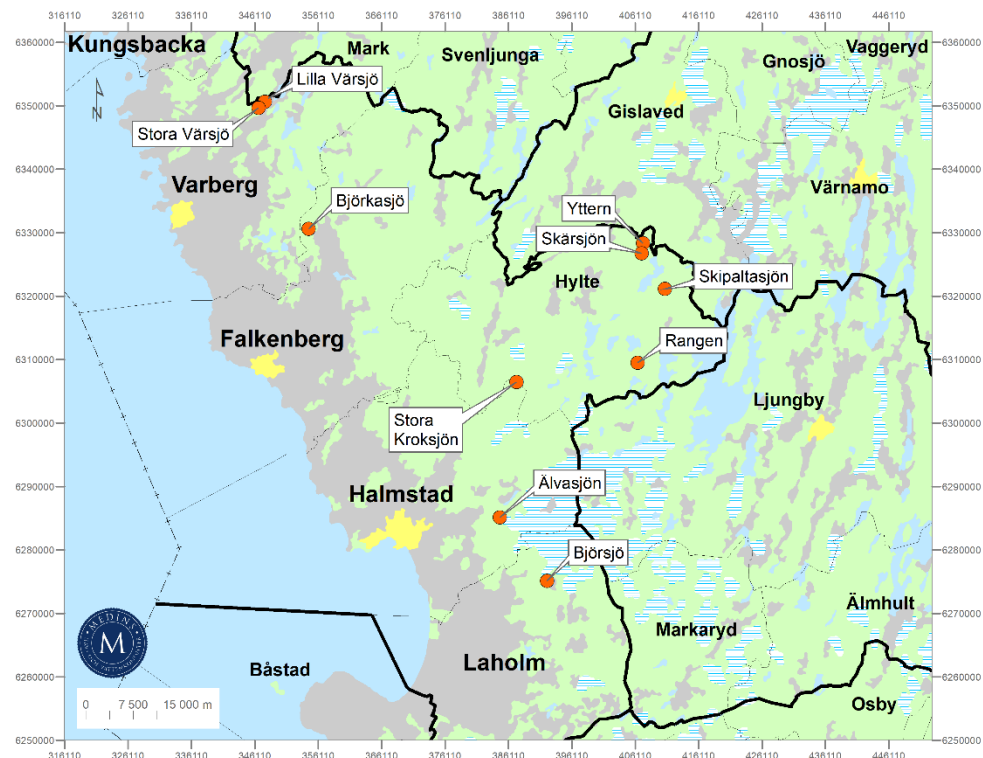 316110 326110 336110 346110 356110 366110 376110 386110 396110 406110 416110 426110 436110 446110
6360000
6360000
Kungsbacka
Mark
Svenljunga
Gnosjö
Vaggeryd
Lilla Värsjö
N
6350000
6350000
Gislaved
Stora Värsjö
6340000
6340000
Varberg
Värnamo
Björkasjö
Yttern
6330000
6330000
Skärsjön
Hylte
Skipaltasjön
6320000
6320000
Falkenberg
Rangen
6310000
6310000
Ljungby
Stora
Kroksjön
6300000
6300000
Halmstad
Älvasjön
6290000
6290000
6280000
6280000
Björsjö
6270000
6270000
Älmhult
MEDINS
M
Markaryd
Laholm
Båstad
6260000
6260000
Osby
0 7 500 15 000 m
6250000
6250000
316110 326110 336110 346110 356110 366110 376110 386110 396110 406110 416110 426110 436110 446110